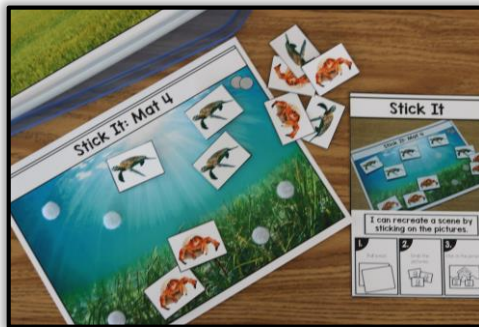 Stick It: Mat 4
Stick It
Stick It: Mat 4
I can recreate a scene by
sticking on the pictures.
1.
2.
3.